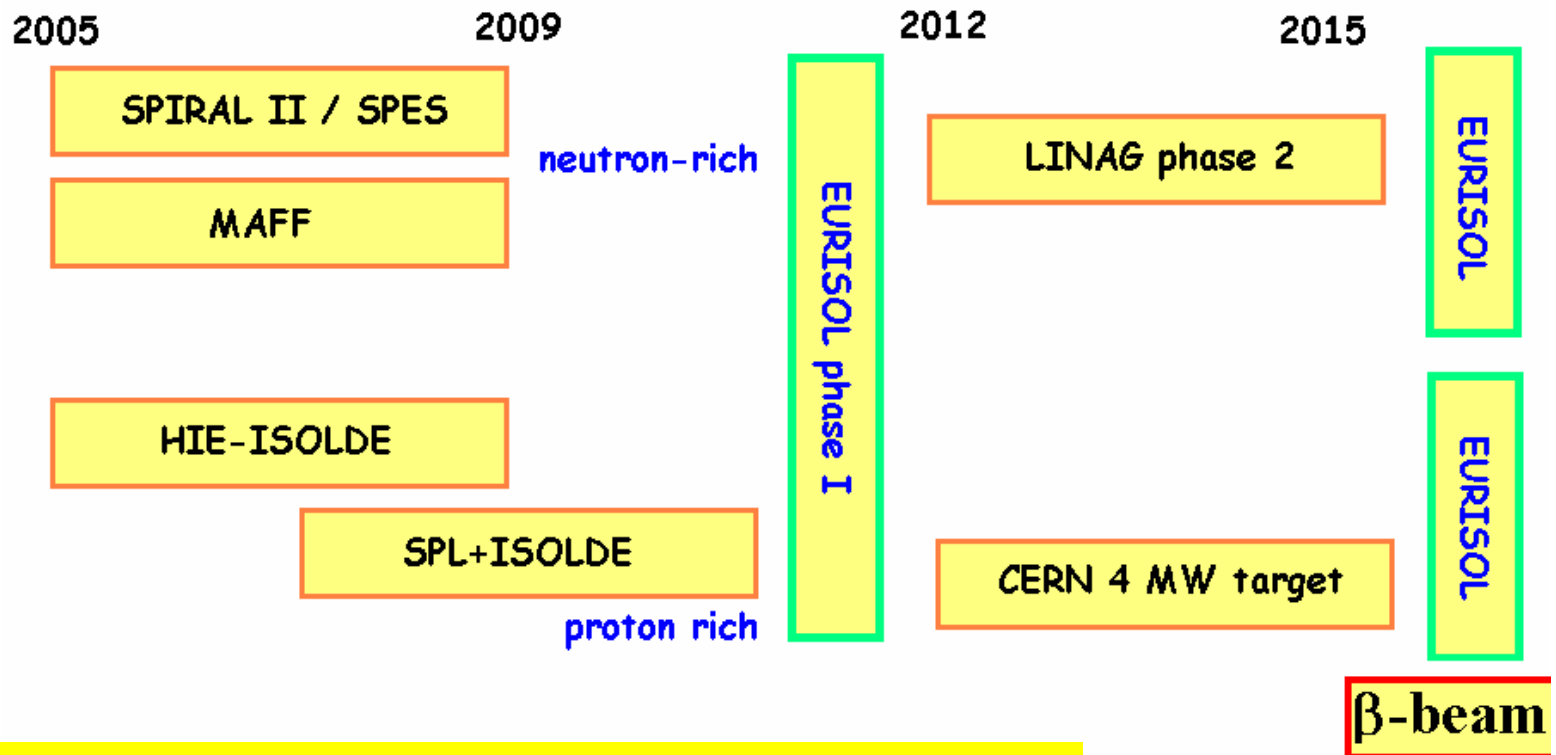 2005
2009
2012
2015
SPIRAL II / SPES
neutron-rich
MAFF
HIE-ISOLDE
SPL+ISOLDE
proton rich
EURISOL phase I
LINAG phase 2
CERN 4 MW target
EURISOL
EURISOL
β-beam